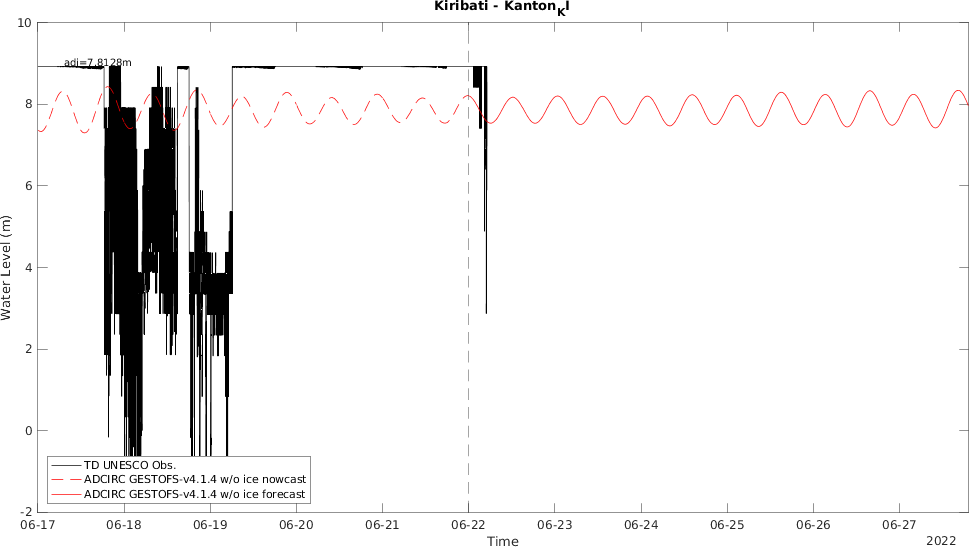 Kiribati - Kanton_KI
10
adj=7.8128m
8
6
4
2
0
-2
Water Level (m)
TD UNESCO Obs.
ADCIRC GESTOFS-v4.1.4 w/o ice nowcast
ADCIRC GESTOFS-v4.1.4 w/o ice forecast
06-17 06-18 06-19 06-20 06-21 06-22 06-23 06-24 06-25 06-26 06-27
Time
2022